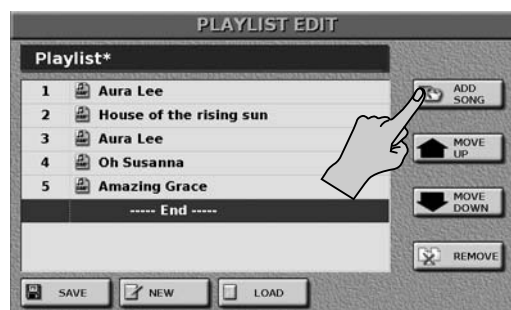 PLAYLIST EDIT
Playlist*
1 Aura Lee
2 House of the rising sun
3 Aura Lee
4 Oh Susanna
5 Amazing Grace
----- End -----
ADD
SONG
MOVE
UP
MOVE
DOWN
REMOVE
SAVE
NEW
LOAD